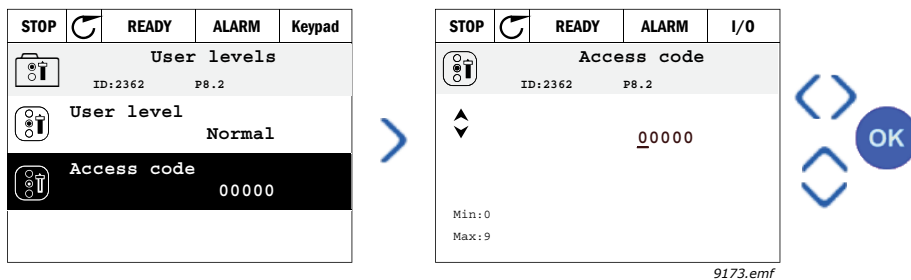 STOP READY ALARM Keypad
User levels
ID:2362 P8.2
User level
Normal
Access code
00000
STOP READY ALARM I/O
Access code
ID:2362 P8.2
00000
Min:0
Max:9
OK
9173.emf